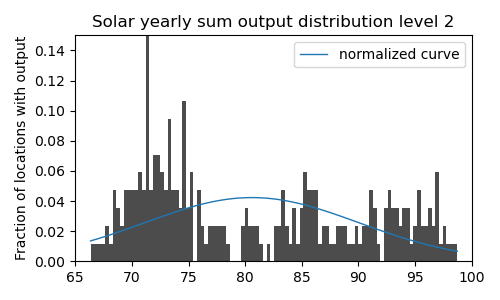 Solar yearly sum output distribution level 2
normalized curve
Fraction of locations with output
0.14
0.12
0.10
0.08
0.06
0.04
0.02
0.00
65 70 75 80 85 90 95 100